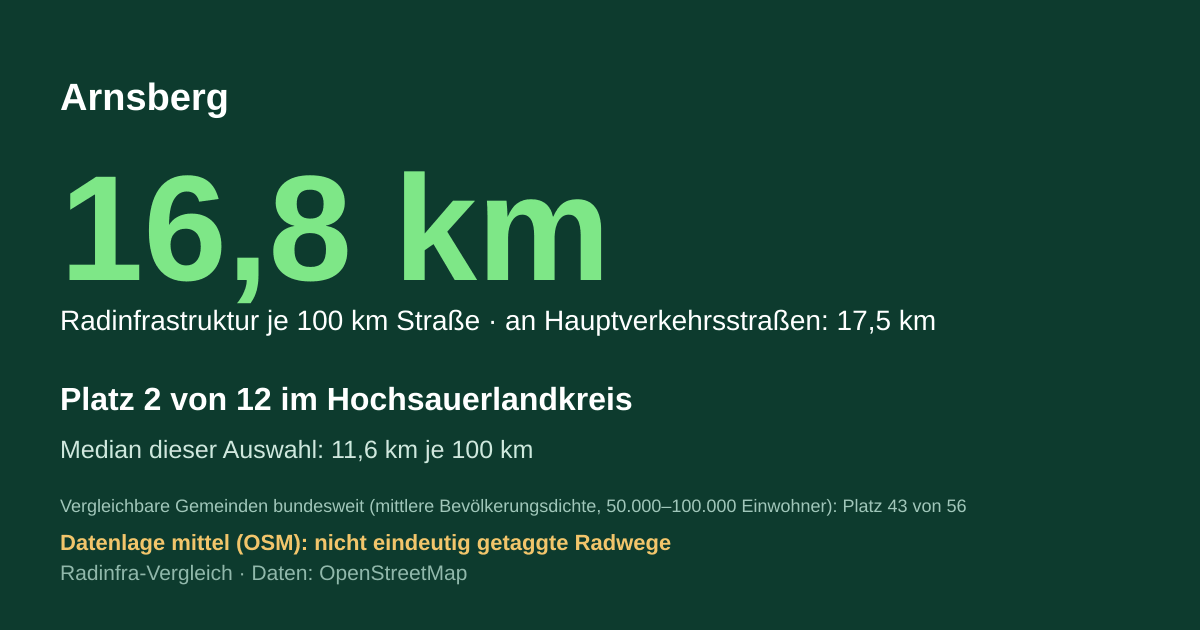 Arnsberg
16,8 km
Radinfrastruktur je 100 km Straße · an Hauptverkehrsstraßen: 17,5 km
Platz 2 von 12 im Hochsauerlandkreis
Median dieser Auswahl: 11,6 km je 100 km
Vergleichbare Gemeinden bundesweit (mittlere Bevölkerungsdichte, 50.000–100.000 Einwohner): Platz 43 von 56
Datenlage mittel (OSM): nicht eindeutig getaggte Radwege
Radinfra-Vergleich · Daten: OpenStreetMap